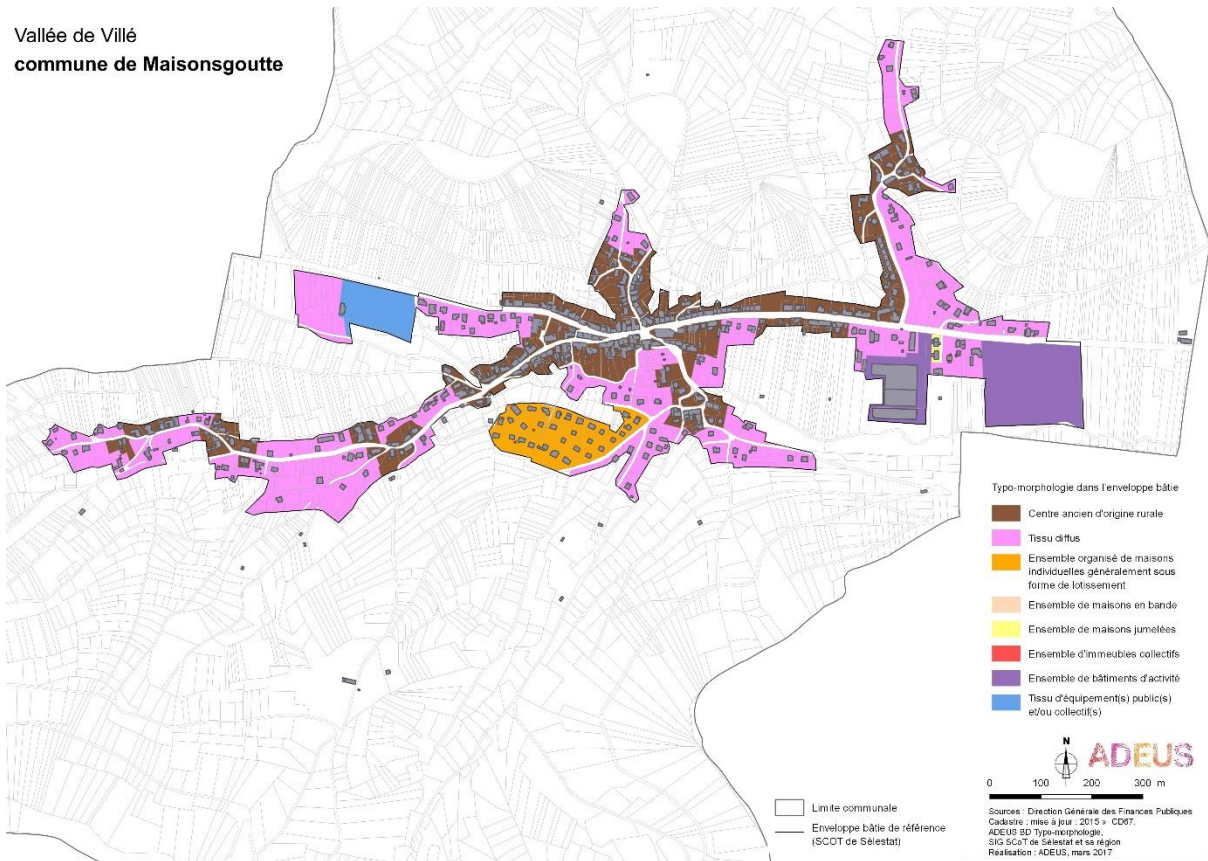 Vallée de Villé
commune de Maisonsgoutte
Typo-morphologie dans l'enveloppe bâtie
Centre ancien d'origine rurale
Tissu diffus
Ensemble organisé de maisons
individuelles généralement sous
forme de lotissement
Ensemble de maisons en bande
Ensemble de maisons jumelées
Ensemble d'immeubles collectifs
Ensemble de bâtiments d'activité
Tissu d'équipement(s) public(s)
et/ou collectif(s)
N
ADEUS
0 100 200 300 m
Limite communale
Enveloppe bâtie de référence
(SCOT de Sélestat)
Sources : Direction Générale des Finances Publiques
Cadastre ; mise à jour : 2015 » CD67,
ADEUS BD Typo-morphologie,
SIG SCoT de Sélestat et sa région
Réalisation : ADEUS, mars 2017